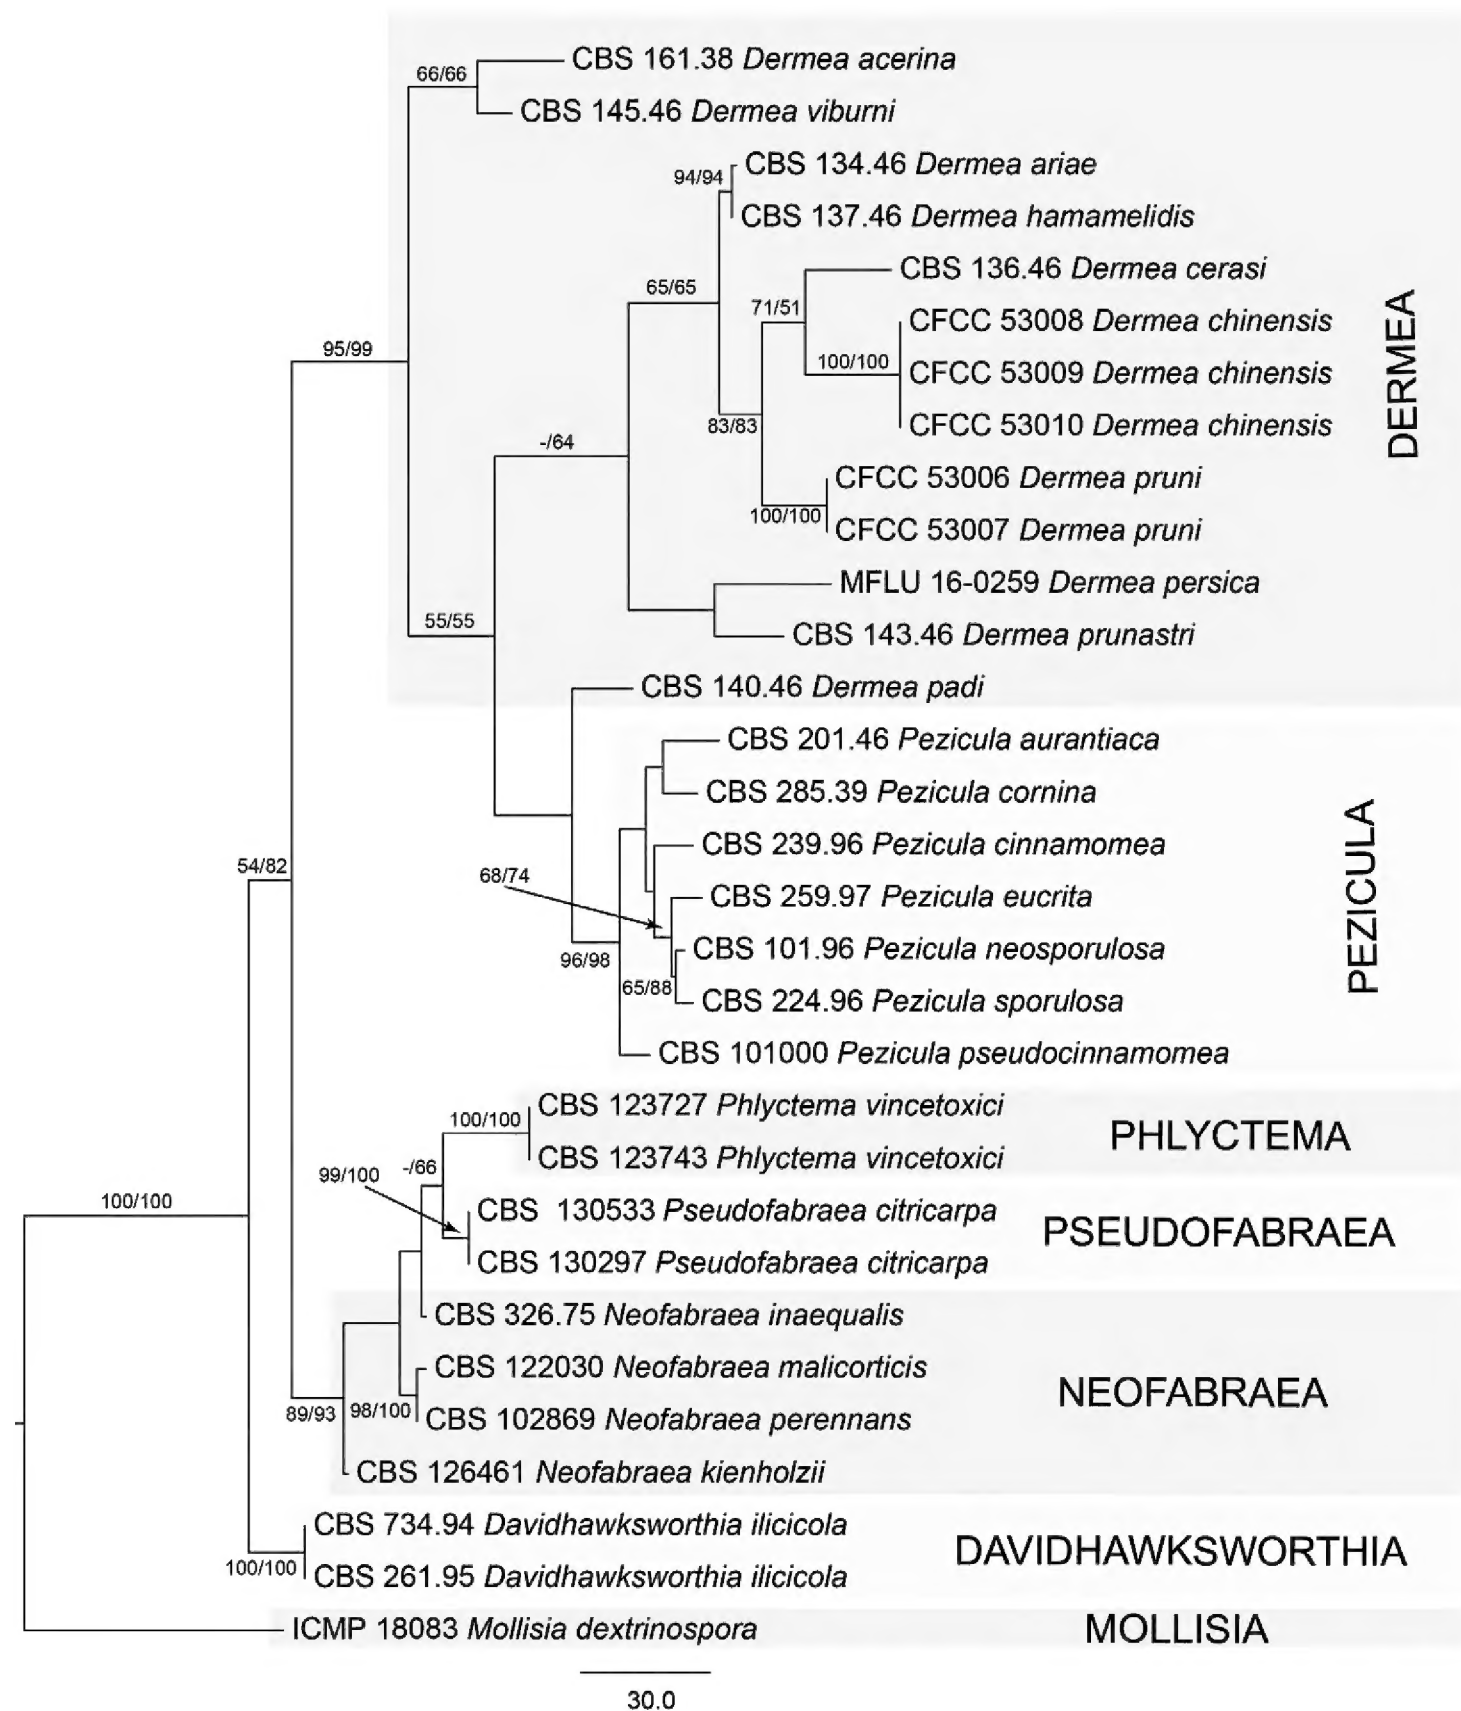 66/66
CBS 161.38 Dermea acerina
CBS 145.46 Dermea viburni
94/94
CBS 134.46 Dermea ariae
CBS 137.46 Dermea hamamelidis
65/65
71/51
CBS 136.46 Dermea cerasi
95/99
100/100
CFCC 53008 Dermea chinensis
CFCC 53009 Dermea chinensis
CFCC 53010 Dermea chinensis
83/83
-/64
CFCC 53006 Dermea pruni
100/100
CFCC 53007 Dermea pruni
MFLU 16-0259 Dermea persica
55/55
CBS 143.46 Dermea prunastri
CBS 140.46 Dermea padi
DERMEA
CBS 201.46 Pezicula aurantiaca
CBS 285.39 Pezicula cornina
CBS 239.96 Pezicula cinnamomea
54/82
68/74
CBS 259.97 Pezicula eucrita
CBS 101.96 Pezicula neosporulosa
96/98
65/88
CBS 224.96 Pezicula sporulosa
CBS 101000 Pezicula pseudocinnamomea
PEZICULA
100/100
CBS 123727 Phlyctema vincetoxici
CBS 123743 Phlyctema vincetoxici
PHLYCTEMA
-/66
99/100
100/100
CBS 130533 Pseudofabraea citricarpa
CBS 130297 Pseudofabraea citricarpa
PSEUDOFABRAEA
CBS 326.75 Neofabraea inaequalis
CBS 122030 Neofabraea malicorticis
89/93
98/100
CBS 102869 Neofabraea perennans
CBS 126461 Neofabraea kienholzii
NEOFABRAEA
CBS 734.94 Davidhawksworthia ilicicola
100/100
CBS 261.95 Davidhawksworthia ilicicola
DAVIDHAWKSWORTHIA
ICMP 18083 Mollisia dextrinospora
MOLLISIA
30.0